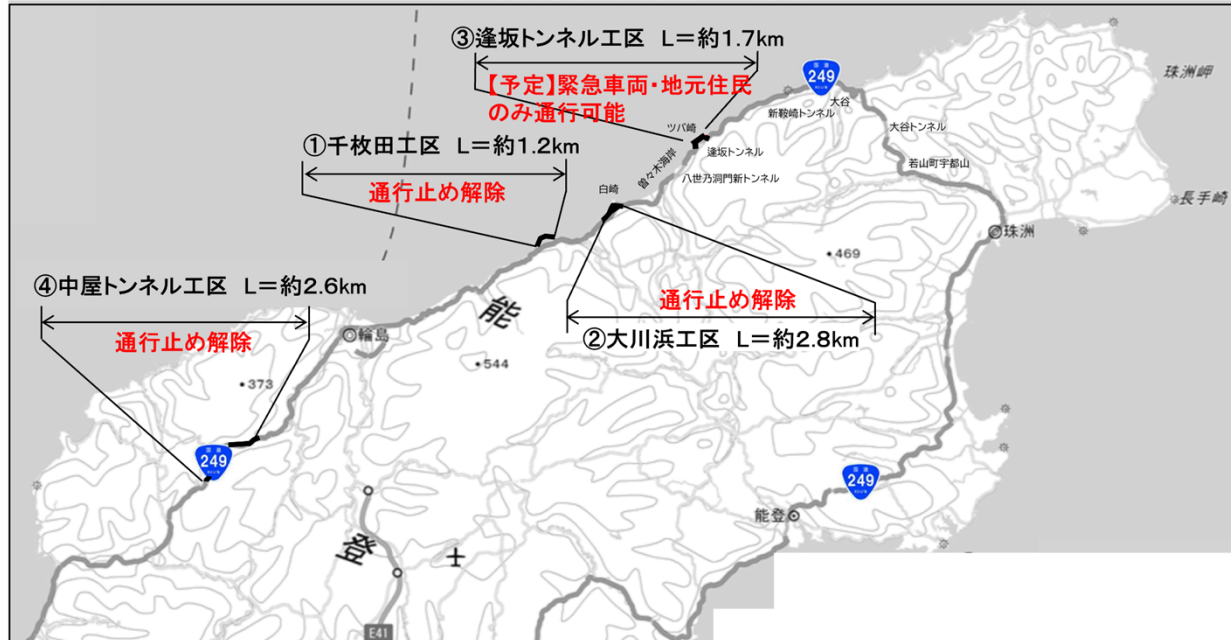 ③逢坂トンネル工区 L=約1.7km
【予定】緊急車両・地元住民
のみ通行可能
国道
249
珠洲岬
大谷
新鞍崎トンネル
大谷トンネル
ツバ崎
逢坂トンネル
曽々木海岸
若山町宇都山
①千枚田工区 L=約1.2km
通行止め解除
八世乃洞門新トンネル
白崎
長手崎
珠洲
・469
④中屋トンネル工区 L=約2.6km
通行止め解除
能
通行止め解除
②大川浜工区 L=約2.8km
輪島
・544
・373
国道
249
国道
249
能登
登
士
E41